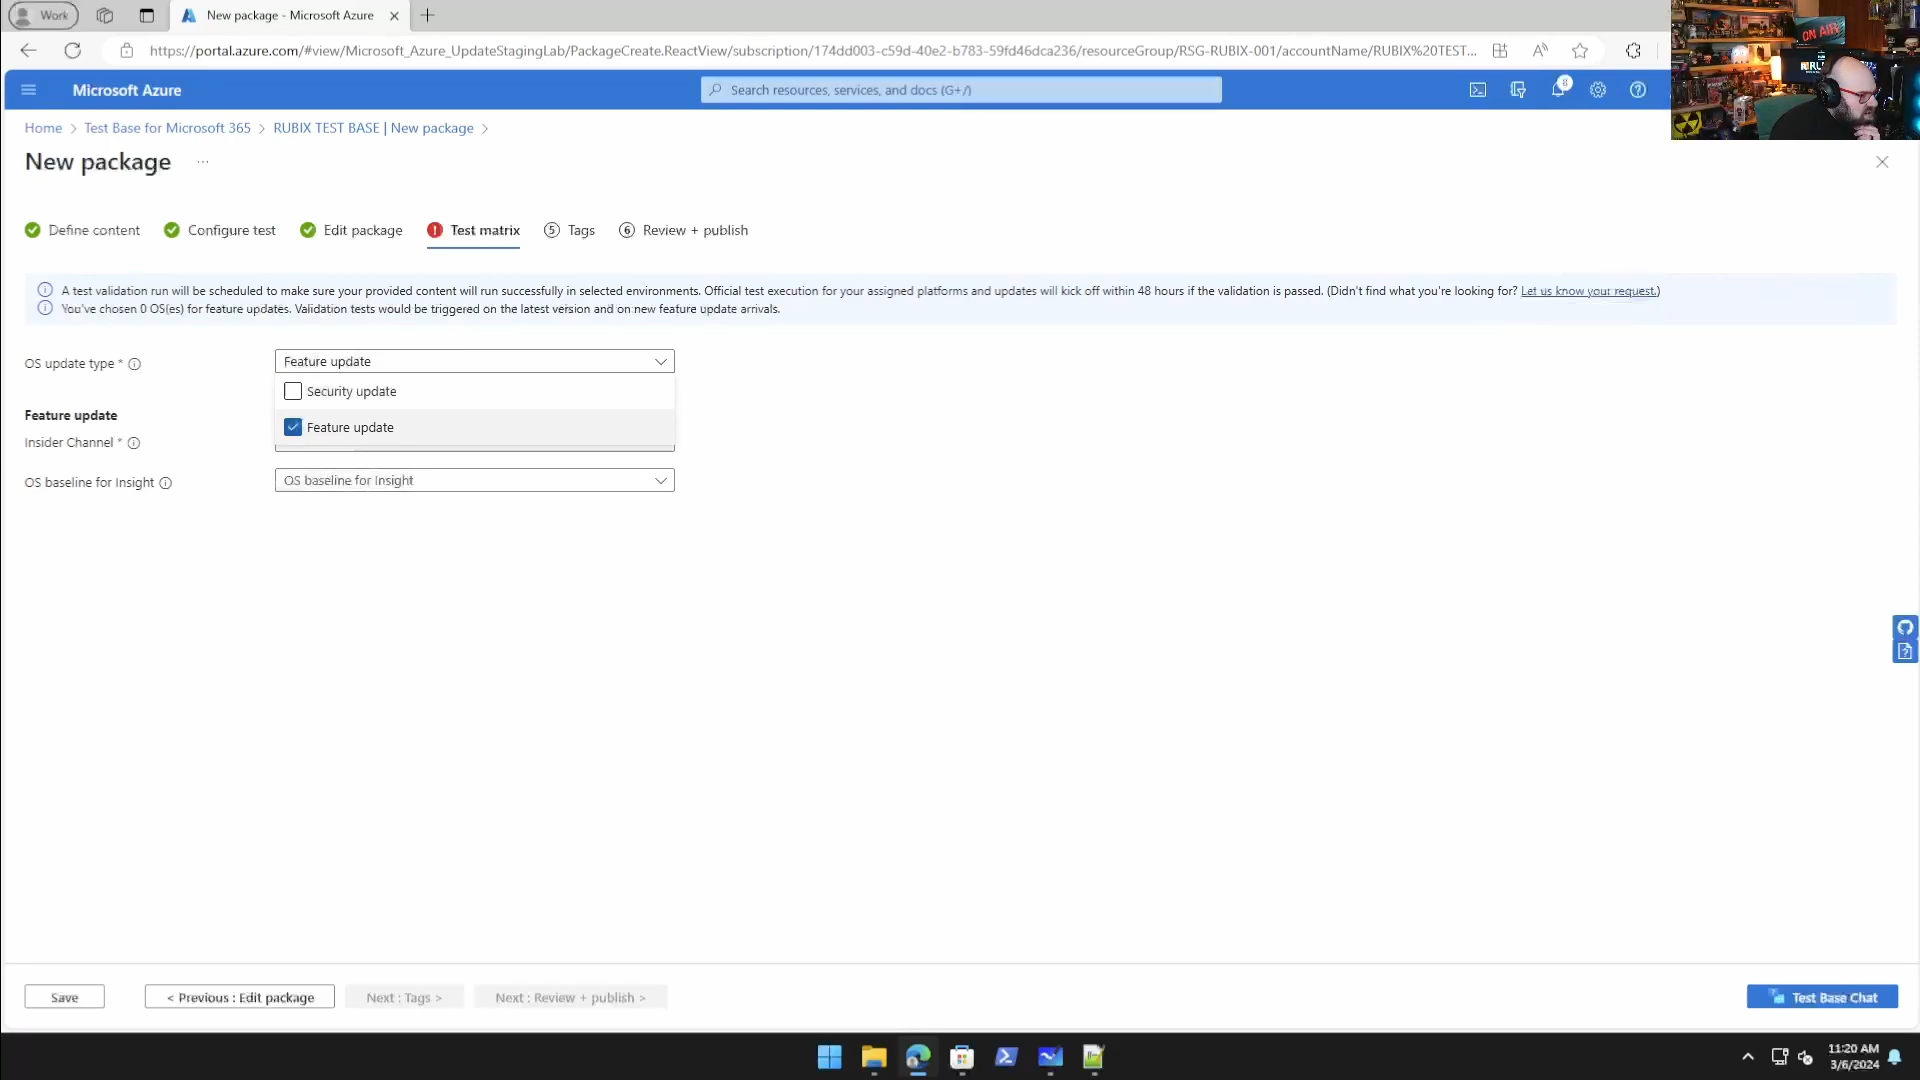 Work
New package - Microsoft Azure
https://portal.azure.com/#view/Microsoft_Azure_UpdateStagingLab/PackageCreate.ReactView/subscription/174dd003-c59d-40e2-b783-59fd46dca236/resourceGroup/RSG-RUBIX-001/accountName/RUBIX%20TEST...
ON AIR
Microsoft Azure
Search resources, services, and docs (G+/)
8
Home > Test Base for Microsoft 365 > RUBIX TEST BASE | New package >
New package ...
Define content
Configure test
Edit package
Test matrix
5 Tags
6 Review + publish
A test validation run will be scheduled to make sure your provided content will run successfully in selected environments. Official test execution for your assigned platforms and updates will kick off within 48 hours if the validation is passed. (Didn't find what you're looking for? Let us know your request.)
You've chosen 0 OS(es) for feature updates. Validation tests would be triggered on the latest version and on new feature update arrivals.
OS update type *
Feature update
Security update
Feature update
Feature update
Insider Channel *
OS baseline for Insight
OS baseline for Insight
Save
< Previous : Edit package
Next : Tags >
Next : Review + publish >
Test Base Chat
11:20 AM
3/6/2024